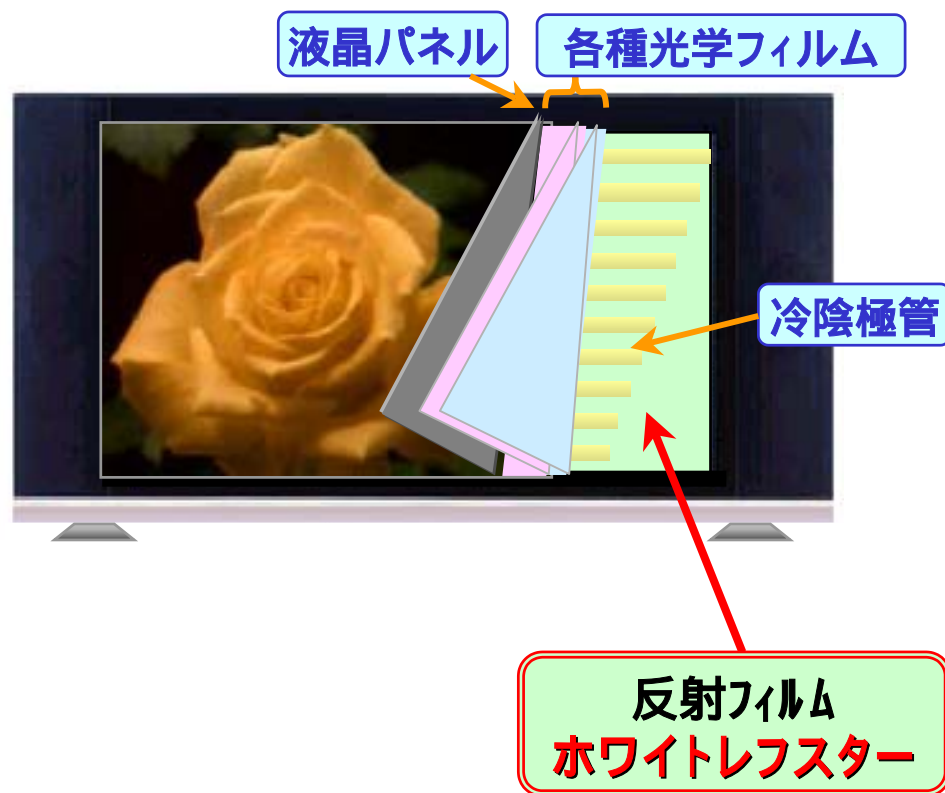 液晶パネル
各種光学フィルム
冷陰極管
反射フィルム
ホワイトレフスター